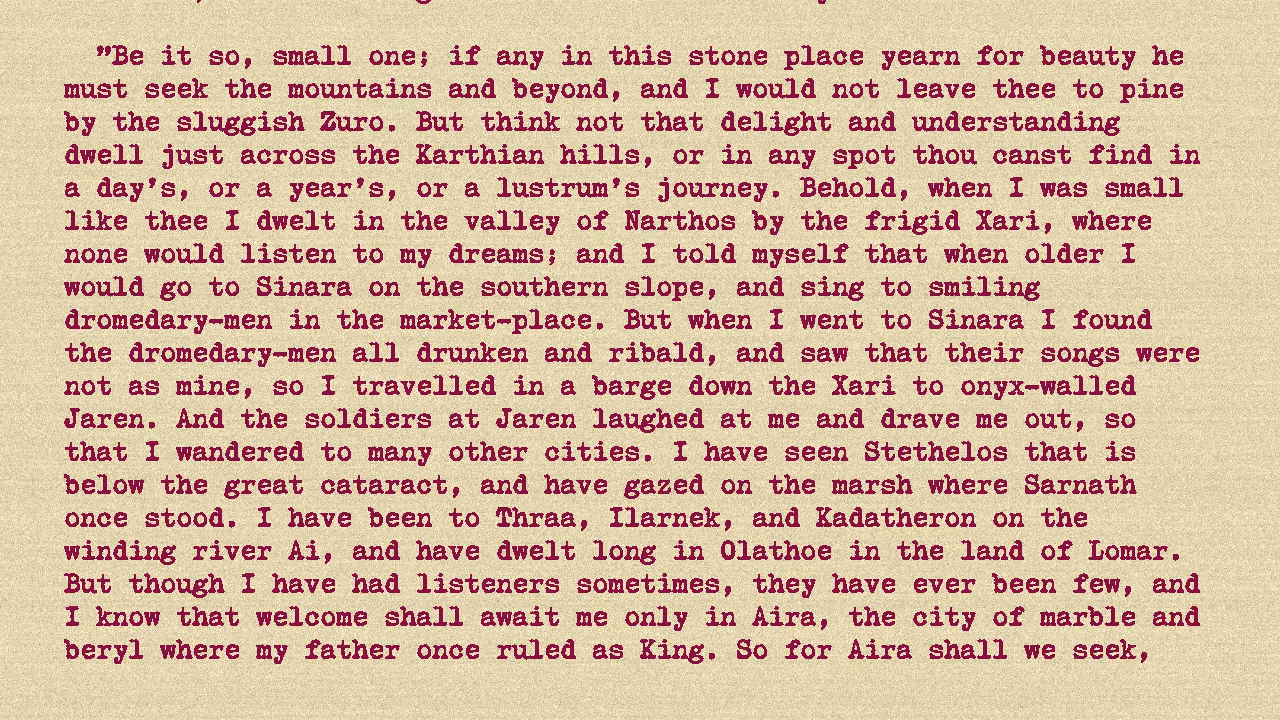 "Be it so, small one; if any in this stone place yearn for beauty he
must seek the mountains and beyond, and I would not leave thee to pine
by the sluggish Zuro. But think not that delight and understanding
dwell just across the Karthian hills, or in any spot thou canst find in
a day's, or a year's, or a lustrum's journey. Behold, when I was small
like thee I dwelt in the valley of Narthos by the frigid Xari, where
none would listen to my dreams; and I told myself that when older I
would go to Sinara on the southern slope, and sing to smiling
dromedary-men in the market-place. But when I went to Sinara I found
the dromedary-men all drunken and ribald, and saw that their songs were
not as mine, so I travelled in a barge down the Xari to onyx-walled
Jaren. And the soldiers at Jaren laughed at me and drave me out, so
that I wandered to many other cities. I have seen Stethelos that is
below the great cataract, and have gazed on the marsh where Sarnath
once stood. I have been to Thraa, Ilarnek, and Kadatheron on the
winding river Ai, and have dwelt long in Olathoe in the land of Lomar.
But though I have had listeners sometimes, they have ever been few, and
I know that welcome shall await me only in Aira, the city of marble and
beryl where my father once ruled as King. So for Aira shall we seek,